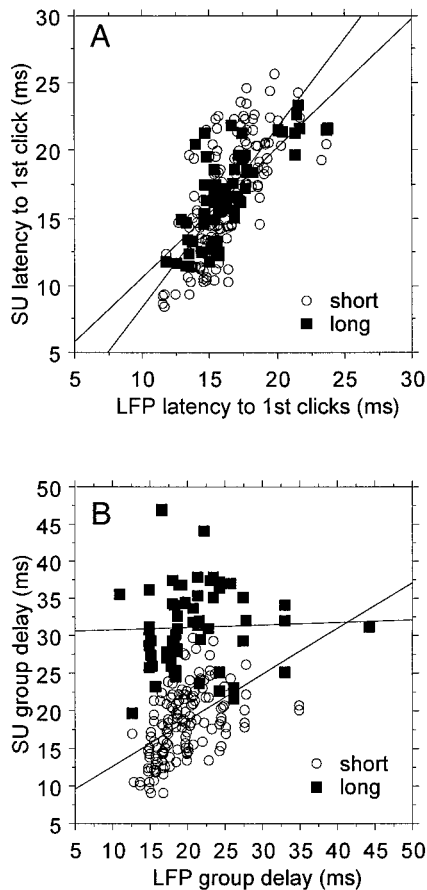 A
30
25
20
15
10
5
SU latency to 1st click (ms)
short
long
5 10 15 20 25 30
LFP latency to 1st clicks (ms)
B
50
45
40
35
30
25
20
15
10
5
SU group delay (ms)
short
long
5 10 15 20 25 30 35 40 45 50
LFP group delay (ms)